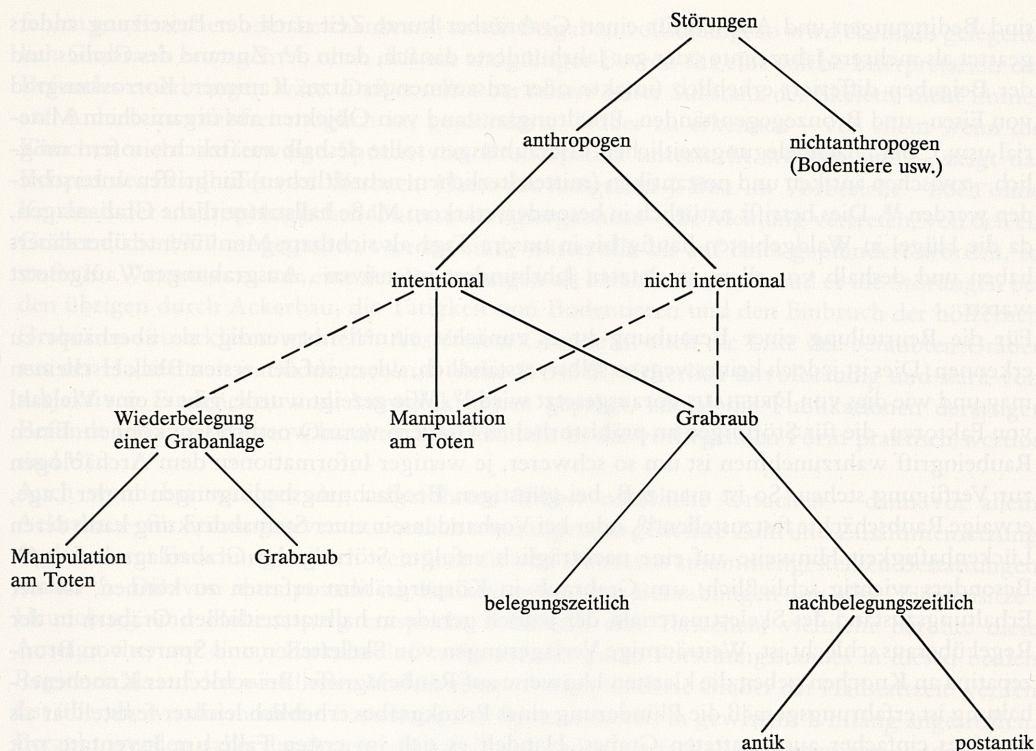 Störungen
anthropogen
nichtanthropogen
(Bodentiere usw.)
intentional
nicht intentional
Wiederbelegung
einer Grabanlage
Manipulation
am Toten
Grabraub
Manipulation
am Toten
Grabraub
belegungszeitlich
nachbelegungszeitlich
antik
postantik